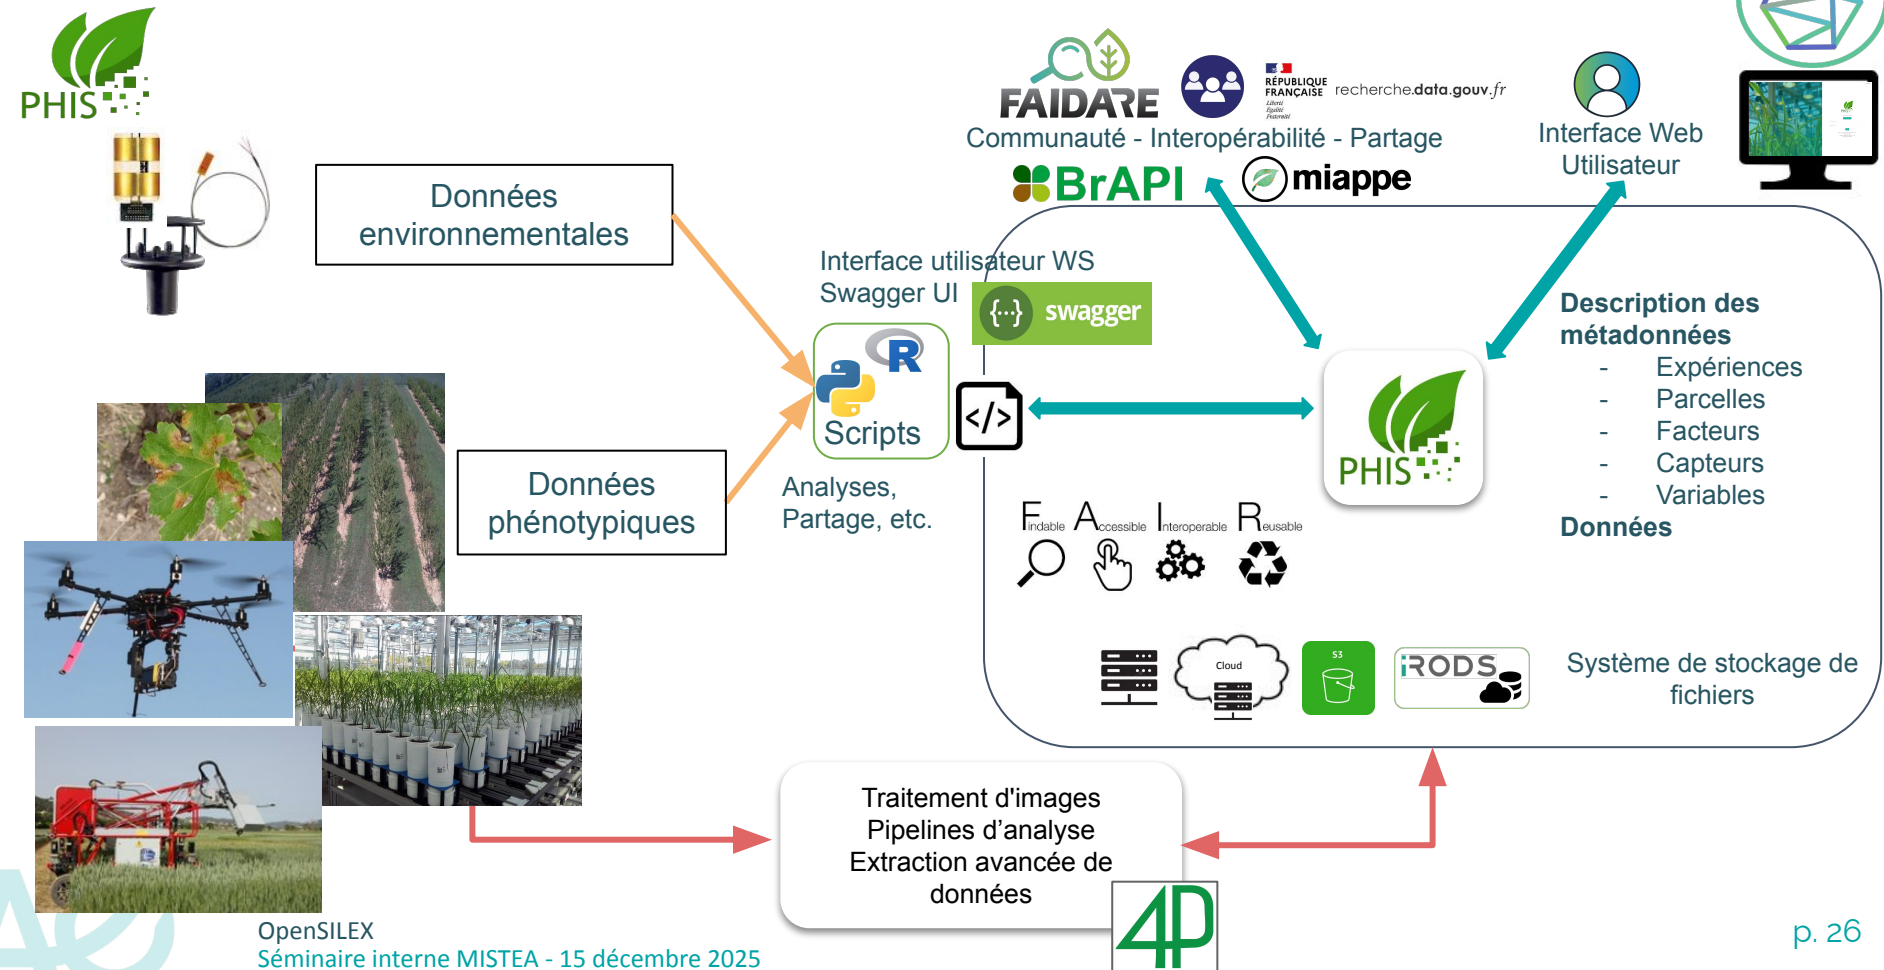 PHIS
FAIDARE
RÉPUBLIQUE
FRANÇAISE
Liberté
Égalité
Fraternité
recherche.data.gouv.fr
Communauté - Interopérabilité - Partage
BrAPI
miappe
Interface Web
Utilisateur
Données
environnementales
Interface utilisateur WS
Swagger UI
{···} swagger
R
Scripts
</>
Analyses,
Partage, etc.
Données
phénotypiques
PHIS
Description des
métadonnées
- Expériences
- Parcelles
- Facteurs
- Capteurs
- Variables
Données
Findable Accessible Interoperable Reusable
Cloud
S3
iRODS
Système de stockage de
fichiers
Traitement d'images
Pipelines d’analyse
Extraction avancée de
données
4P
OpenSILEX
Séminaire interne MISTEA - 15 décembre 2025
p. 26